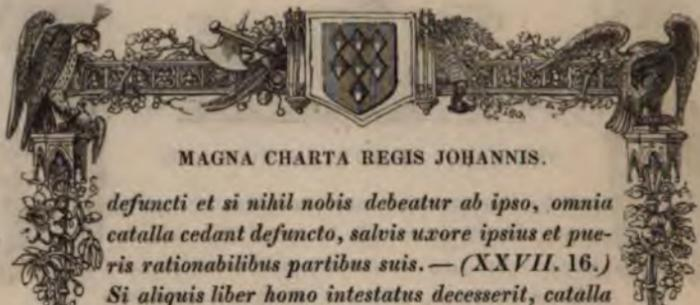 MAGNA CHARTA REGIS JOHANNIS.
defuncti et si nihil nobis debeatur ab ipso, omnia
catalla cedant defuncto, salvis uxore ipsius et pue-
ris rationabilibus partibus suis. — (XXVII. 16.)
Si aliquis liber homo intestatus decesserit, catalla